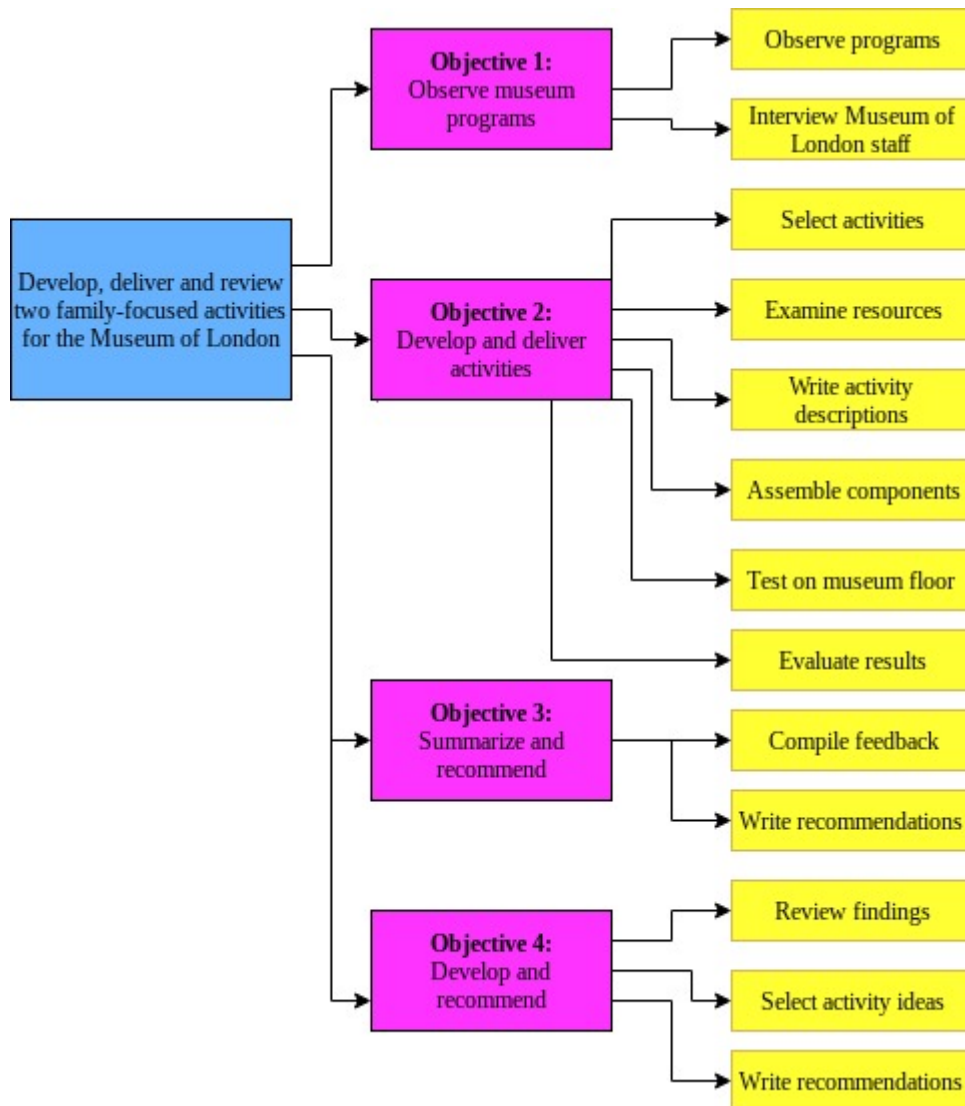 Develop, deliver and review
two family-focused activities
for the Museum of London
Objective 1:
Observe museum
programs
Observe programs
Interview Museum of
London staff
Objective 2:
Develop and deliver
activities
Select activities
Examine resources
Write activity
descriptions
Assemble components
Test on museum floor
Evaluate results
Objective 3:
Summarize and
recommend
Compile feedback
Write recommendations
Objective 4:
Develop and
recommend
Review findings
Select activity ideas
Write recommendations